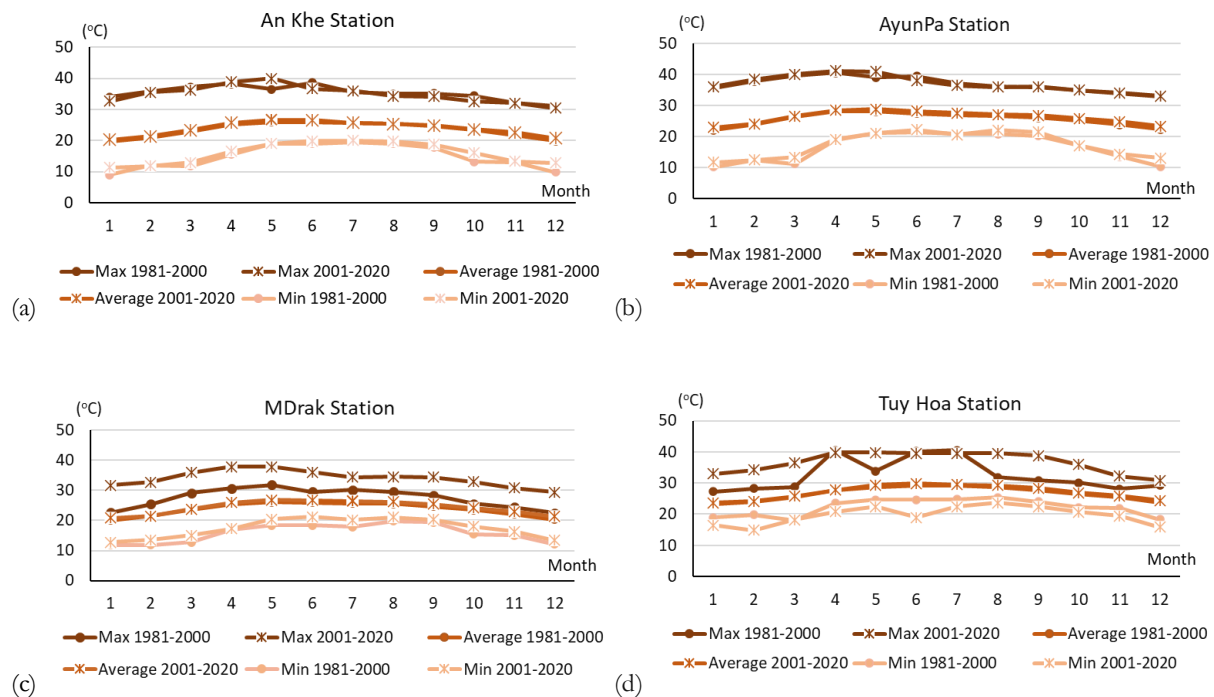 An Khe Station
(°C)
50
40
30
20
10
0
Month
1 2 3 4 5 6 7 8 9 10 11 12
Max 1981-2000 Max 2001-2020 Average 1981-2000
Average 2001-2020 Min 1981-2000 Min 2001-2020
(a)
AyunPa Station
(°C)
50
40
30
20
10
0
Month
1 2 3 4 5 6 7 8 9 10 11 12
Max 1981-2000 Max 2001-2020 Average 1981-2000
Average 2001-2020 Min 1981-2000 Min 2001-2020
(b)
MDrak Station
(°C)
50
40
30
20
10
0
Month
1 2 3 4 5 6 7 8 9 10 11 12
Max 1981-2000 Max 2001-2020 Average 1981-2000
Average 2001-2020 Min 1981-2000 Min 2001-2020
(c)
Tuy Hoa Station
(°C)
50
40
30
20
10
0
Month
1 2 3 4 5 6 7 8 9 10 11 12
Max 1981-2000 Max 2001-2020 Average 1981-2000
Average 2001-2020 Min 1981-2000 Min 2001-2020
(d)